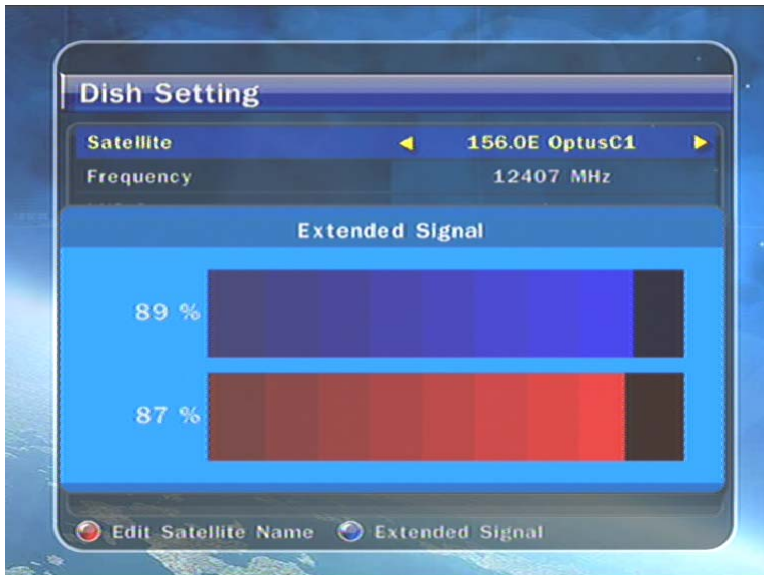 Dish Setting
Satellite 156.0E OptusC1
Frequency 12407 MHz
Extended Signal
89 %
87 %
Edit Satellite Name Extended Signal